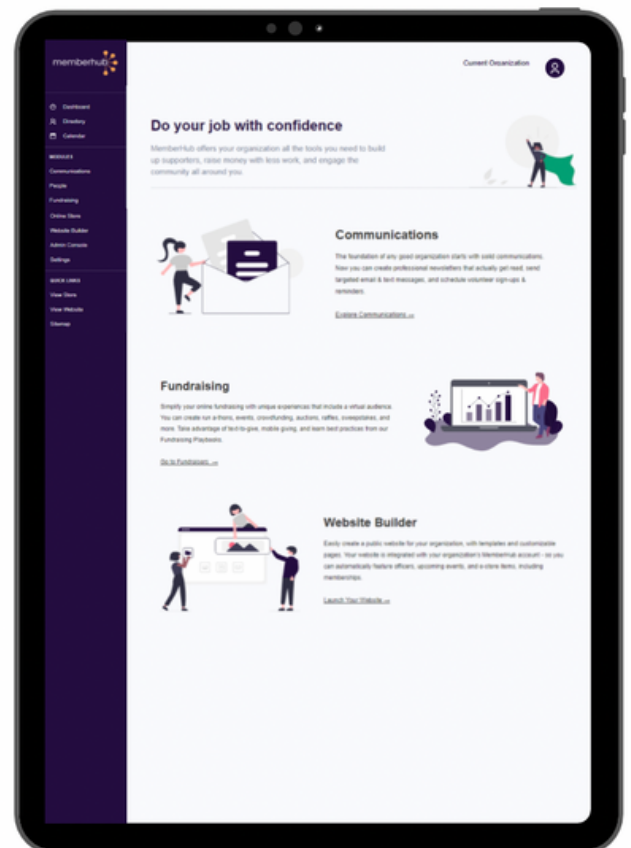 memberhub
Dashboard
Directory
Calendar
MODULES
Communications
People
Fundraising
Online Store
Website Builder
Admin Console
Settings
QUICK LINKS
View Store
View Website
Sitemap
Current Organization
Do your job with confidence
MemberHub offers your organization all the tools you need to build
up supporters, raise money with less work, and engage the
community all around you.
Communications
The foundation of any good organization starts with solid communications.
Now you can create professional newsletters that actually get read, send
targeted email & text messages, and schedule volunteer sign-ups &
reminders.
Explore Communications →
Fundraising
Simplify your online fundraising with unique experiences that include a virtual audience.
You can create run a-thons, events, crowdfunding, auctions, raffles, sweepstakes, and
more. Take advantage of text-to-give, mobile giving, and learn best practices from our
Fundraising Playbooks.
Go to Fundraisers →
Website Builder
Easily create a public website for your organization, with templates and customizable
pages. Your website is integrated with your organization's MemberHub account - so you
can automatically feature officers, upcoming events, and e-store items, including
memberships.
Launch Your Website →